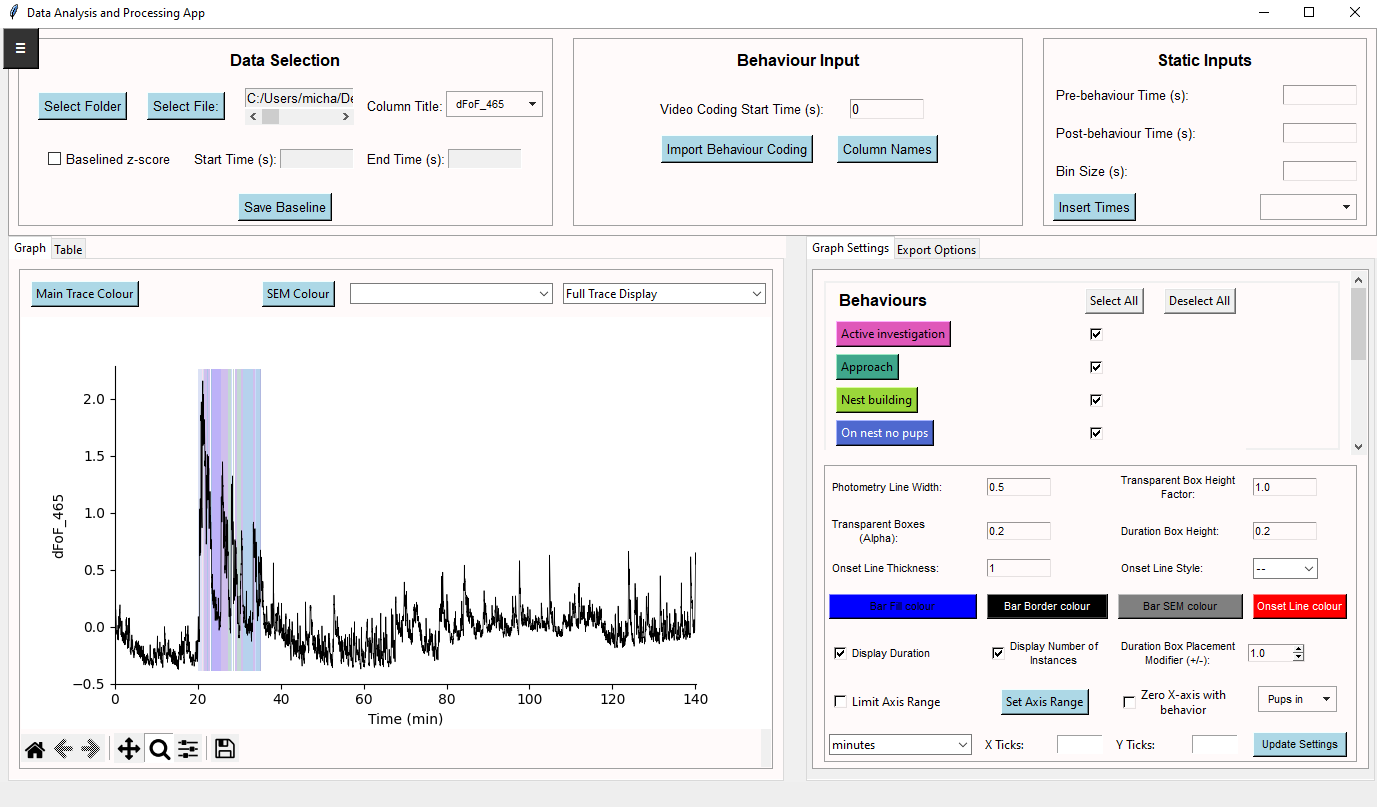 Data Analysis and Processing App
Data Selection
Select Folder
Select File:
C:/Users/micha/De
Column Title:
dFoF_465
Baselined z-score
Start Time (s):
End Time (s):
Save Baseline
Behaviour Input
Video Coding Start Time (s):
0
Import Behaviour Coding
Column Names
Static Inputs
Pre-behaviour Time (s):
Post-behaviour Time (s):
Bin Size (s):
Insert Times
Graph
Table
Main Trace Colour
SEM Colour
Full Trace Display
2.0
1.5
1.0
0.5
0.0
−0.5
dFoF_465
0
20
40
60
80
100
120
140
Time (min)
Graph Settings
Export Options
Behaviours
Select All
Deselect All
Active investigation
Approach
Nest building
On nest no pups
Photometry Line Width:
0.5
Transparent Box Height
Factor:
1.0
Transparent Boxes
(Alpha):
0.2
Duration Box Height:
0.2
Onset Line Thickness:
1
Onset Line Style:
--
Bar Fill colour
Bar Border colour
Bar SEM colour
Onset Line colour
Display Duration
Display Number of
Instances
Duration Box Placement
Modifier (+/-):
1.0
Limit Axis Range
Set Axis Range
Zero X-axis with
behavior
Pups in
minutes
X Ticks:
Y Ticks:
Update Settings